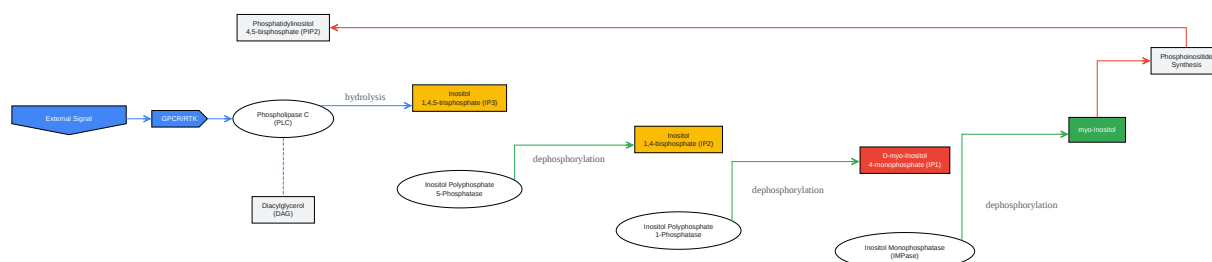 Phosphatidylinositol
4,5-bisphosphate (PIP2)
Phosphoinositide
Synthesis
External Signal
GPCR/RTK
Phospholipase C
(PLC)
hydrolysis
Inositol
1,4,5-trisphosphate (IP3)
Inositol
1,4-bisphosphate (IP2)
myo-Inositol
dephosphorylation
D-myo-Inositol
4-monophosphate (IP1)
Inositol Polyphosphate
5-Phosphatase
dephosphorylation
Diacylglycerol
(DAG)
dephosphorylation
Inositol Polyphosphate
1-Phosphatase
Inositol Monophosphatase
(IMPase)